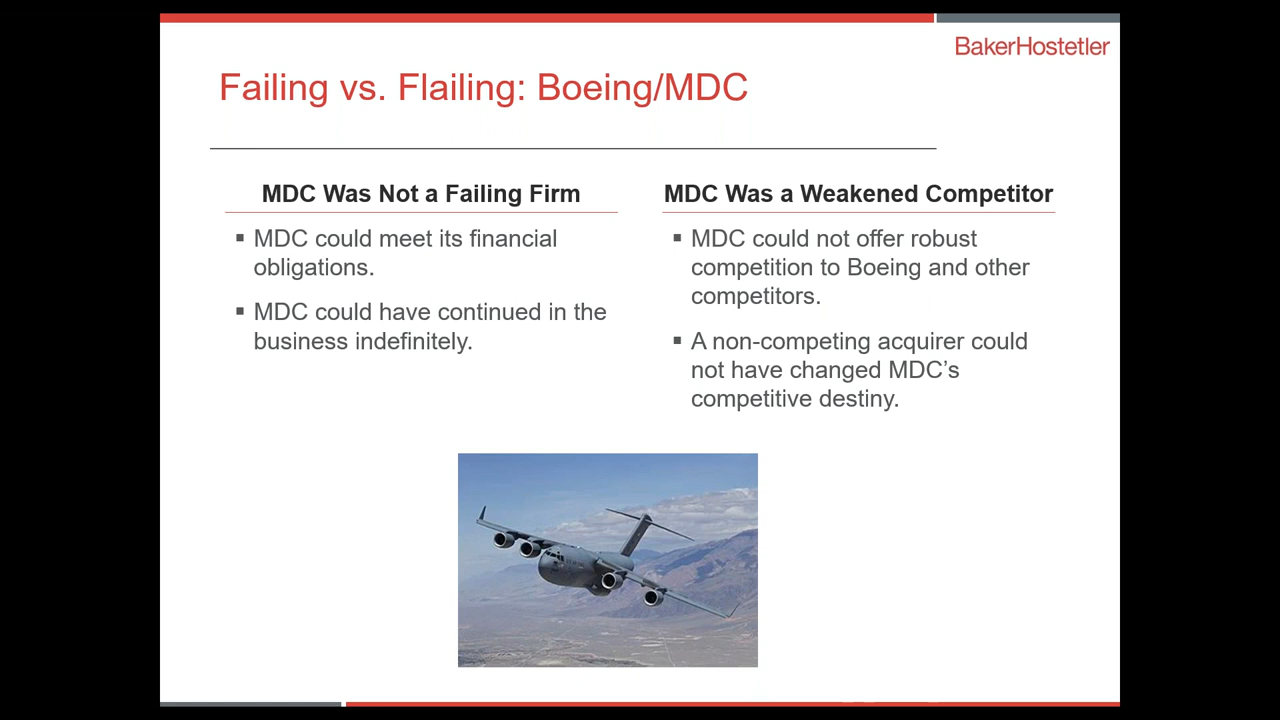 BakerHostetler
Failing vs. Flailing: Boeing/MDC
MDC Was Not a Failing Firm
▪ MDC could meet its financial
obligations.
▪ MDC could have continued in the
business indefinitely.
MDC Was a Weakened Competitor
▪ MDC could not offer robust
competition to Boeing and other
competitors.
▪ A non-competing acquirer could
not have changed MDC’s
competitive destiny.